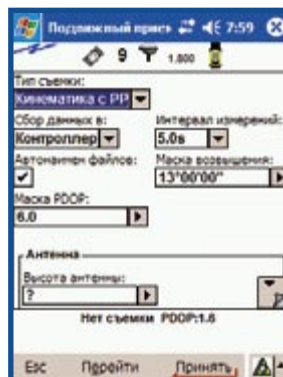 Подвижный прием 7:59
9 1.800
Тип съемки:
Кинематика с PP
Сбор данных в: Интервал измерений:
Контроллер 5.0s
Автонаимен файлов: Маска возвышения:
13°00'00"
Маска PDOP:
6.0
Антенна
Высота антенны:
?
Нет съемки PDOP:1.6
Esc Перейти Принять